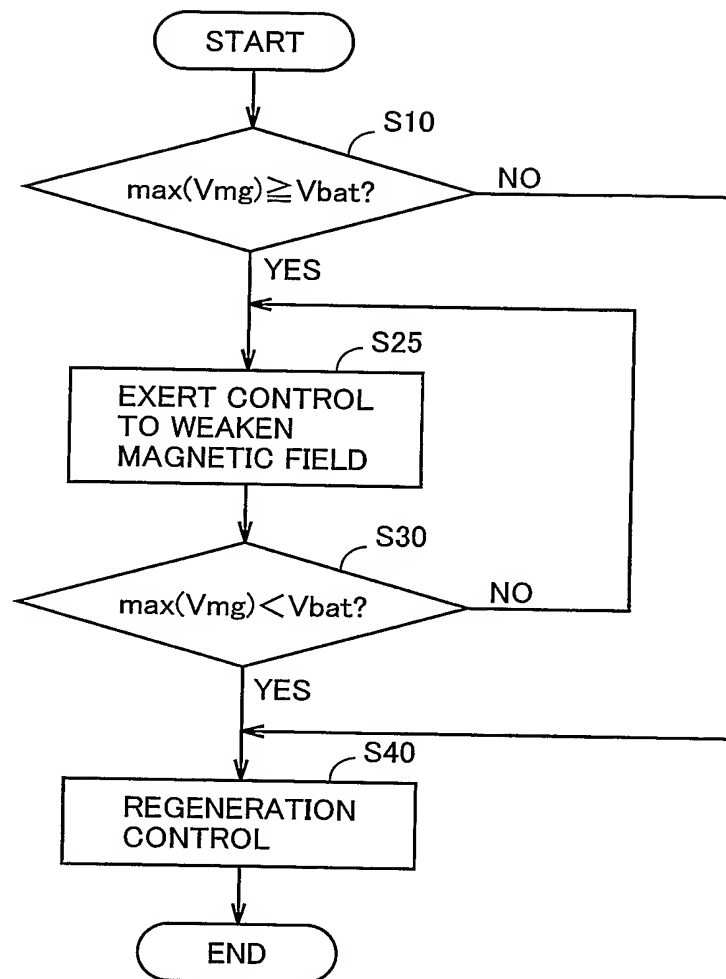 START
S10
max(Vmg)≧Vbat?
NO
YES
S25
EXERT CONTROL
TO WEAKEN
MAGNETIC FIELD
S30
max(Vmg)<Vbat?
NO
YES
S40
REGENERATION
CONTROL
END